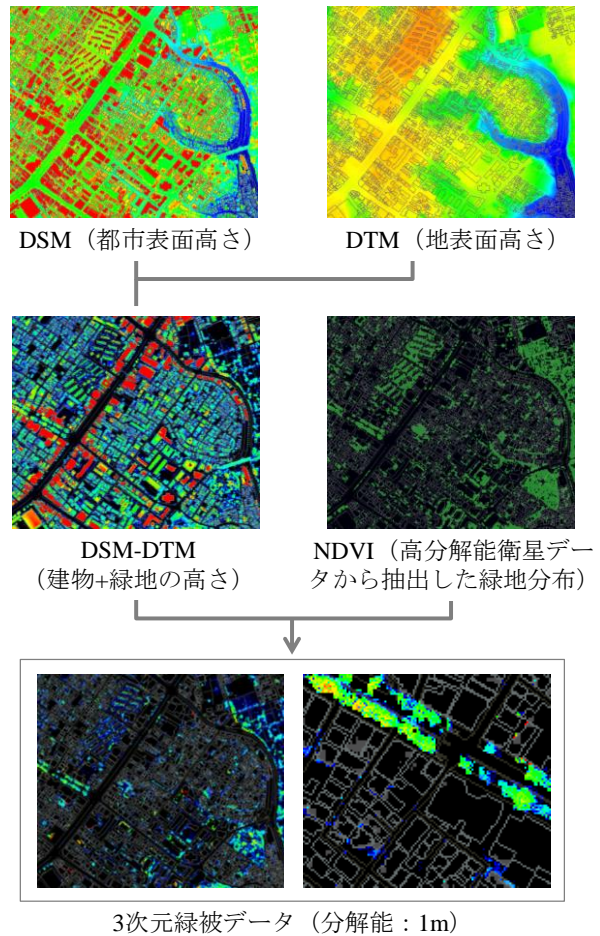 DSM（都市表面高さ）
DTM（地表面高さ）
DSM-DTM
（建物+緑地の高さ）
NDVI（高分解能衛星デー
タから抽出した緑地分布）
3次元緑被データ（分解能：1m）